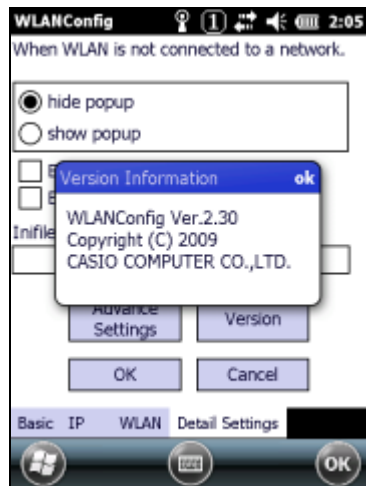 WLANConfig 1 2:05
When WLAN is not connected to a network.
hide popup
show popup
Version Information ok
WLANConfig Ver.2.30
Copyright (C) 2009
CASIO COMPUTER CO.,LTD.
Inifile
Advance
Settings
Version
OK
Cancel
Basic IP WLAN Detail Settings
OK